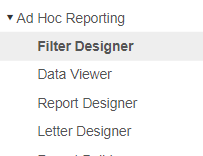 Ad Hoc Reporting
Filter Designer
Data Viewer
Report Designer
Letter Designer